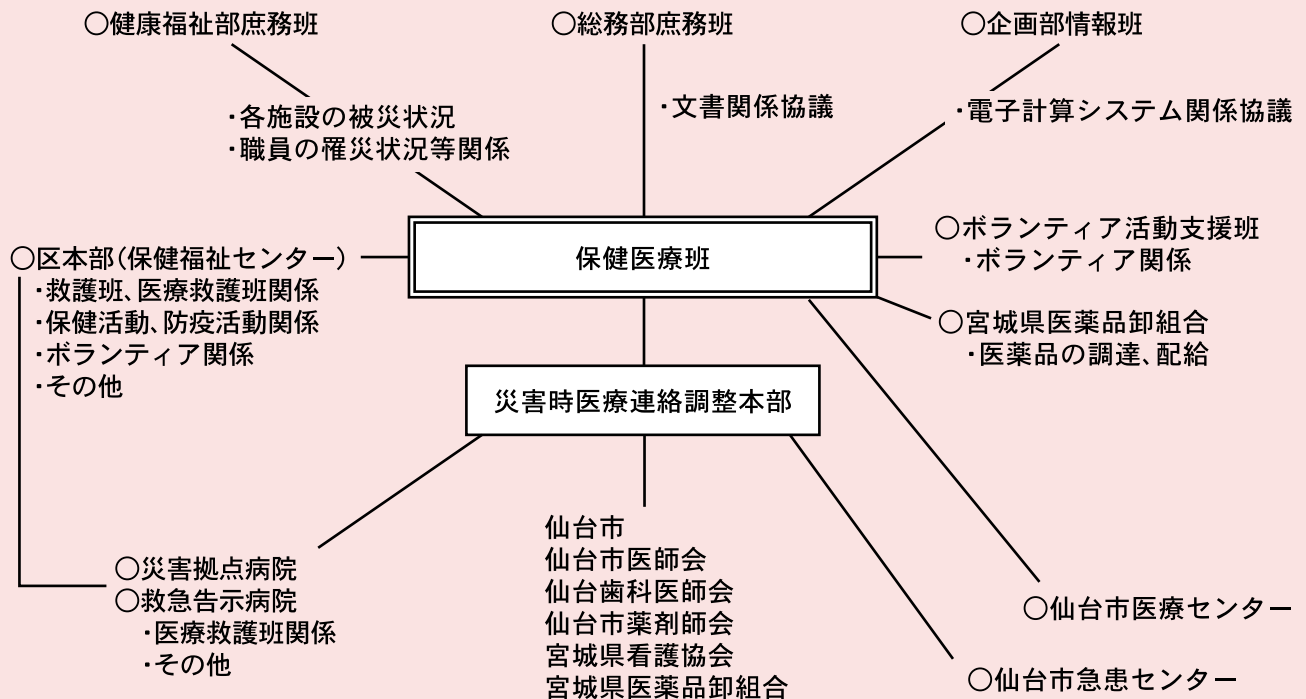 ○健康福祉部庶務班
○総務部庶務班
○企画部情報班
・各施設の被災状況
・職員の罹災状況等関係
・文書関係協議
・電子計算システム関係協議
保健医療班
○ボランティア活動支援班
・ボランティア関係
○区本部(保健福祉センター)
・救護班、医療救護班関係
・保健活動、防疫活動関係
・ボランティア関係
・その他
○宮城県医薬品卸組合
・医薬品の調達、配給
災害時医療連絡調整本部
○災害拠点病院
○救急告示病院
・医療救護班関係
・その他
仙台市
仙台市医師会
仙台歯科医師会
仙台市薬剤師会
宮城県看護協会
宮城県医薬品卸組合
○仙台市医療センター
○仙台市急患センター